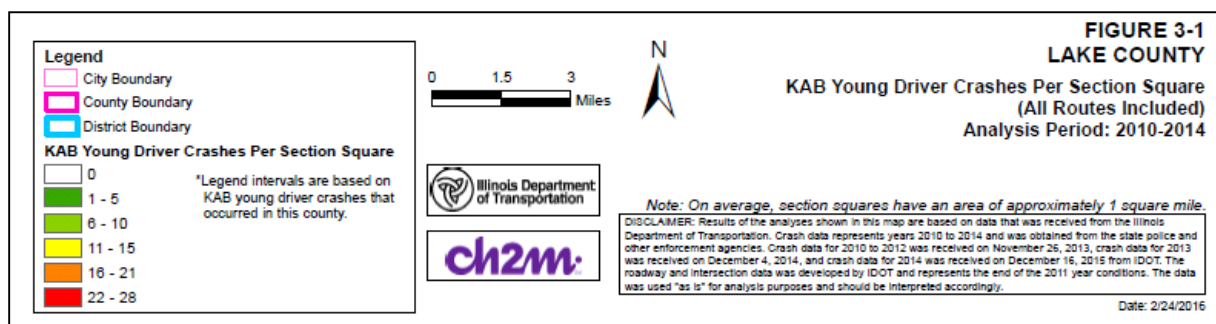 Legend
City Boundary
County Boundary
District Boundary
KAB Young Driver Crashes Per Section Square
0
1 - 5
6 - 10
11 - 15
16 - 21
22 - 28
*Legend intervals are based on
KAB young driver crashes that
occurred in this county.
0 1.5 3
Miles
N
Illinois Department
of Transportation
ch2m:
FIGURE 3-1
LAKE COUNTY
KAB Young Driver Crashes Per Section Square
(All Routes Included)
Analysis Period: 2010-2014
Note: On average, section squares have an area of approximately 1 square mile.
DISCLAIMER: Results of the analyses shown in this map are based on data that was received from the Illinois
Department of Transportation. Crash data represents years 2010 to 2014 and was obtained from the state police and
other enforcement agencies. Crash data for 2010 to 2012 was received on November 26, 2013, crash data for 2013
was received on December 4, 2014, and crash data for 2014 was received on December 16, 2015 from IDOT. The
roadway and intersection data was developed by IDOT and represents the end of the 2011 year conditions. The data
was used "as is" for analysis purposes and should be interpreted accordingly.
Date: 2/24/2016